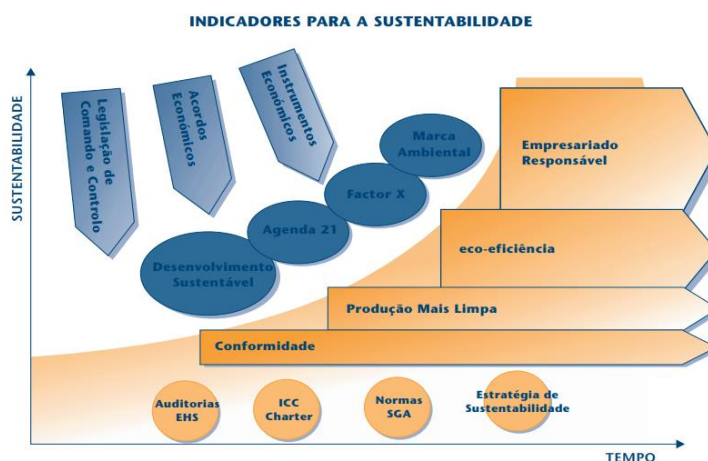 INDICADORES PARA A SUSTENTABILIDADE
SUSTENTABILIDADE
Legislação de
Comando e Controlo
Acordos
Económicos
Instrumentos
Económicos
Marca
Ambiental
Factor X
Agenda 21
Desenvolvimento
Sustentável
Empresariado
Responsável
eco-eficiência
Produção Mais Limpa
Conformidade
Auditorias
EHS
ICC
Charter
Normas
SGA
Estratégia de
Sustentabilidade
TEMPO